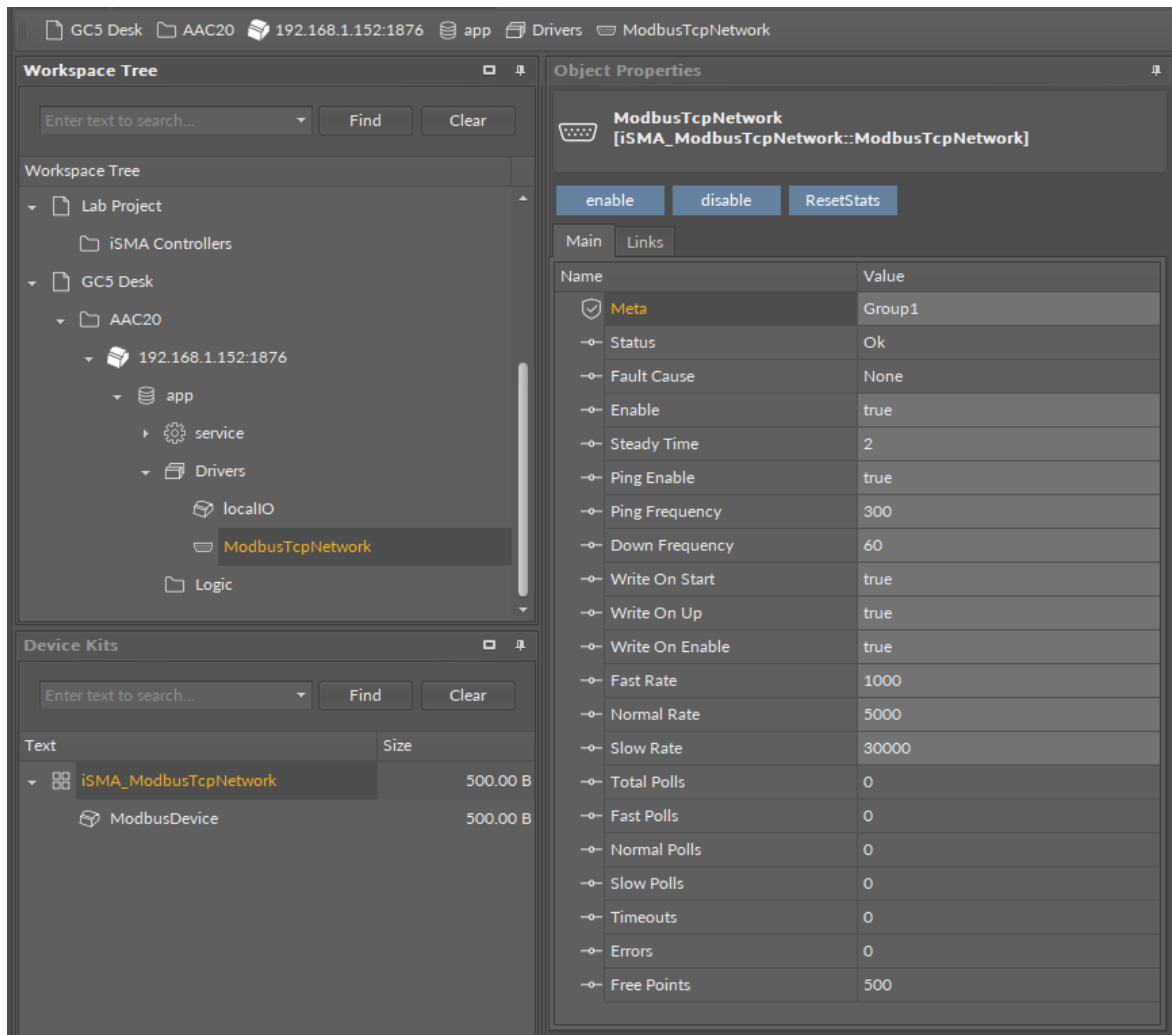 GC5 Desk AAC20 192.168.1.152:1876 app Drivers ModbusTcpNetwork
Workspace Tree
Enter text to search... Find Clear
Workspace Tree
Lab Project
iSMA Controllers
GC5 Desk
AAC20
192.168.1.152:1876
app
service
Drivers
localIO
ModbusTcpNetwork
Logic
Device Kits
Enter text to search... Find Clear
Text Size
iSMA_ModbusTcpNetwork 500.00 B
ModbusDevice 500.00 B
Object Properties
ModbusTcpNetwork
[iSMA_ModbusTcpNetwork::ModbusTcpNetwork]
enable disable ResetStats
Main Links
Name Value
Meta Group1
Status Ok
Fault Cause None
Enable true
Steady Time 2
Ping Enable true
Ping Frequency 300
Down Frequency 60
Write On Start true
Write On Up true
Write On Enable true
Fast Rate 1000
Normal Rate 5000
Slow Rate 30000
Total Polls 0
Fast Polls 0
Normal Polls 0
Slow Polls 0
Timeouts 0
Errors 0
Free Points 500